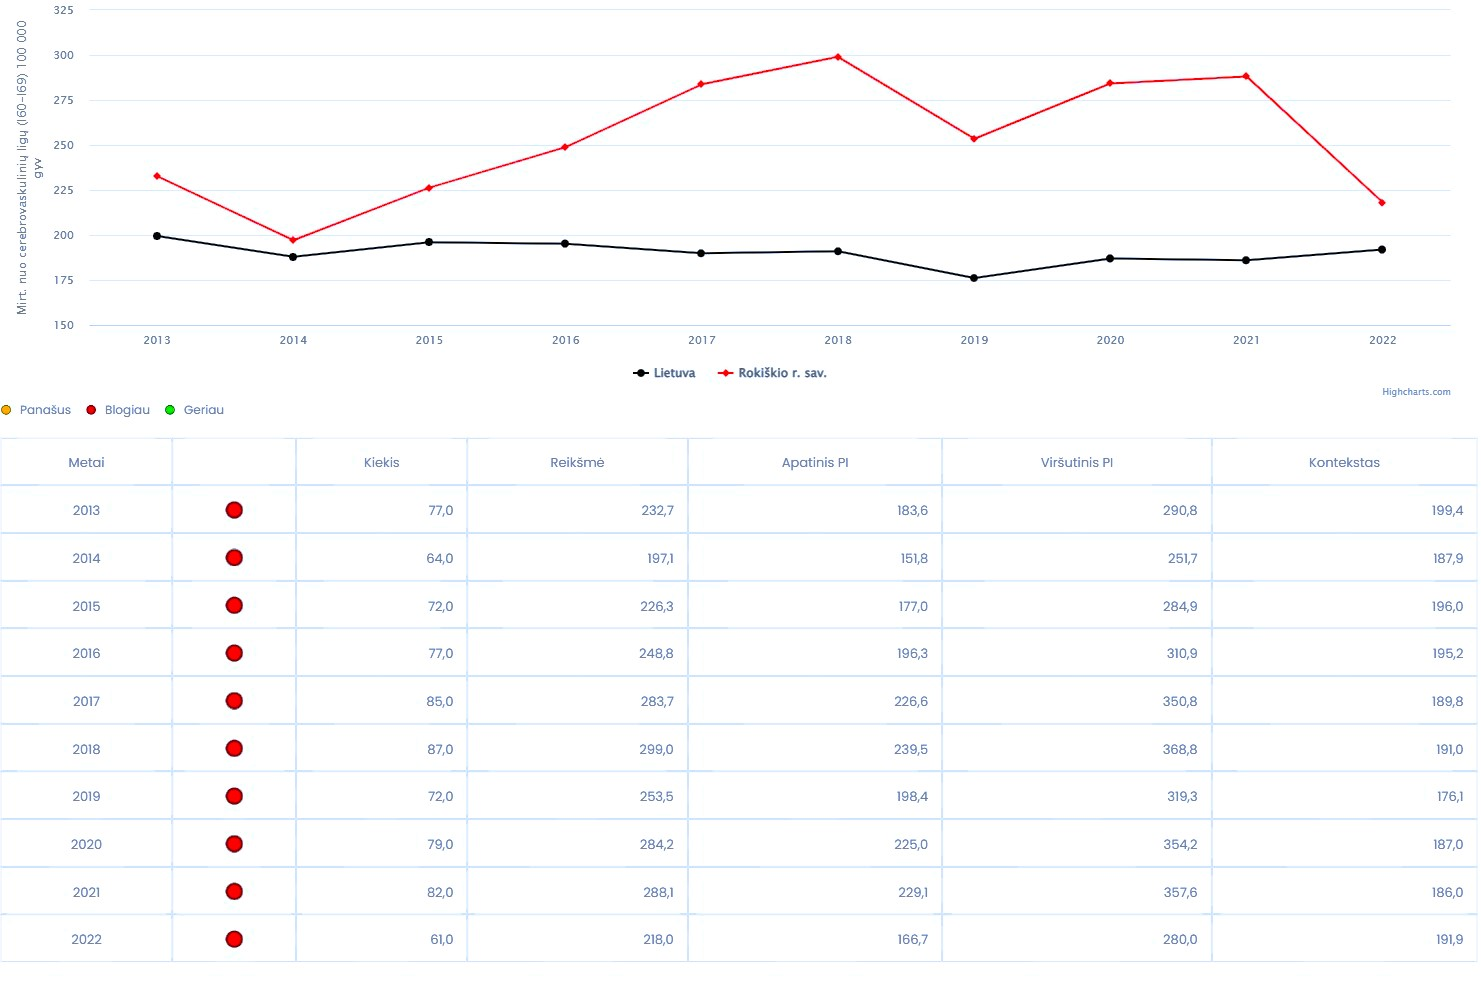 325
300
275
250
225
200
175
150
Mirt. nuo cerebrovaskulinių ligų (I60-I69) 100 000
gyv
2013 2014 2015 2016 2017 2018 2019 2020 2021 2022
Lietuva Rokiškio r. sav.
Highcharts.com
Panašus Blogiau Geriau
Metai Kiekis Reikšmė Apatinis PI Viršutinis PI Kontekstas
2013 77,0 232,7 183,6 290,8 199,4
2014 64,0 197,1 151,8 251,7 187,9
2015 72,0 226,3 177,0 284,9 196,0
2016 77,0 248,8 196,3 310,9 195,2
2017 85,0 283,7 226,6 350,8 189,8
2018 87,0 299,0 239,5 368,8 191,0
2019 72,0 253,5 198,4 319,3 176,1
2020 79,0 284,2 225,0 354,2 187,0
2021 82,0 288,1 229,1 357,6 186,0
2022 61,0 218,0 166,7 280,0 191,9